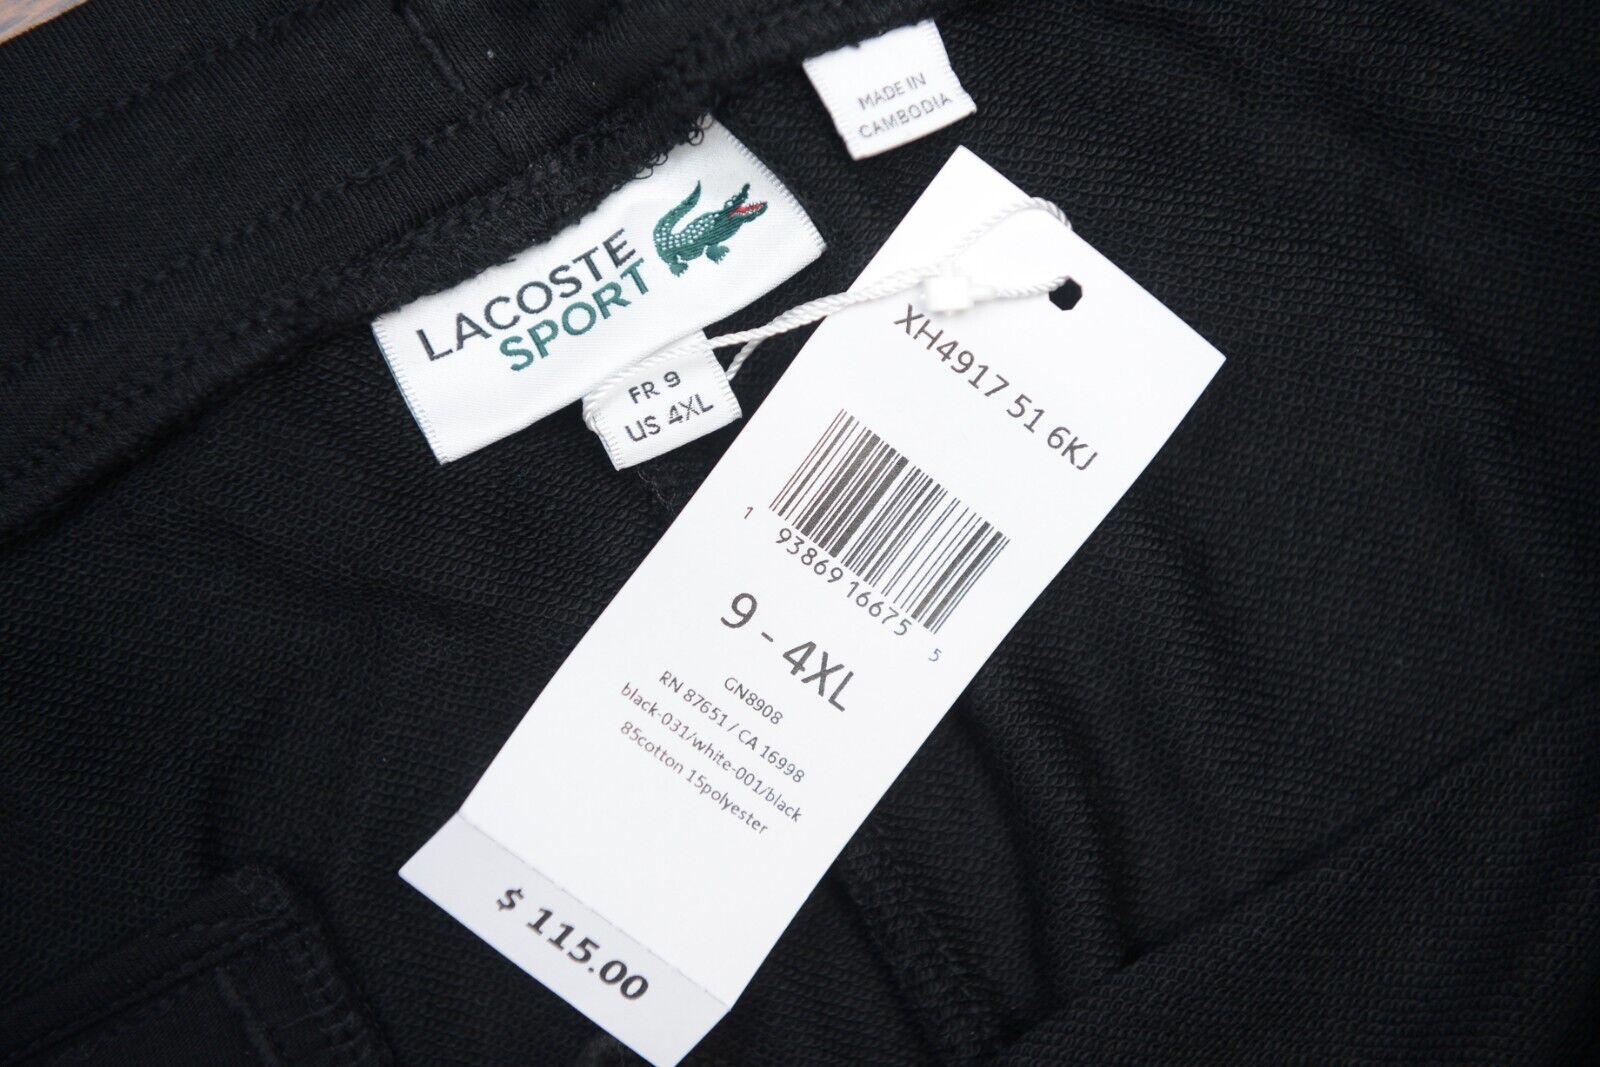 MADE IN
CAMBODIA
LACOSTE
SPORT
FR 9
US 4XL
XH4917 51 6KJ
1 93869 16675 5
9 - 4XL
GN8908
RN 87651 / CA 16998
black-031/white-001/black
85cotton 15polyester
$ 115.00